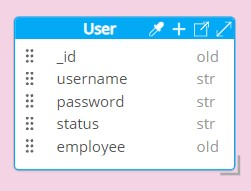 User
_id oId
username str
password str
status str
employee oId